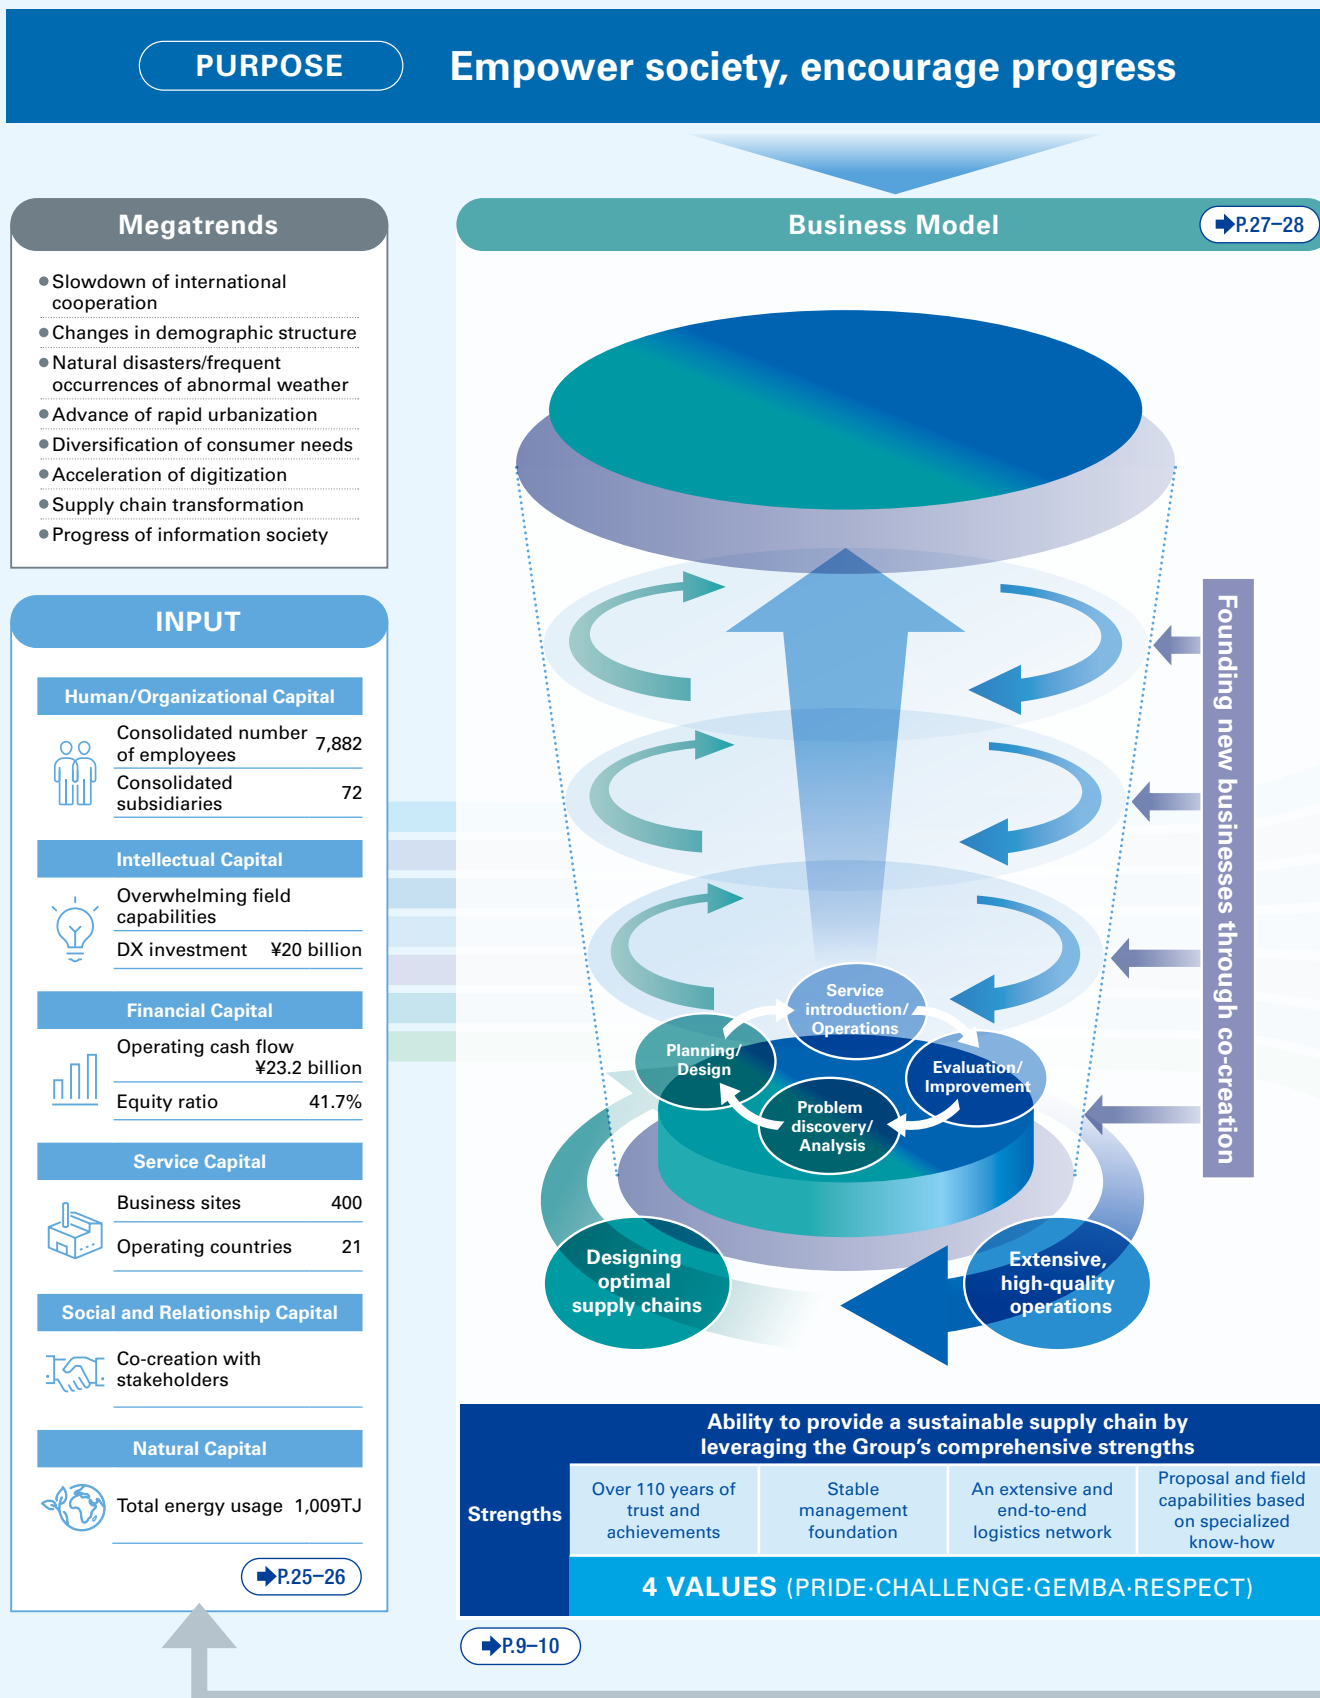 PURPOSE
Empower society, encourage progress
Megatrends
Slowdown of international
cooperation
Changes in demographic structure
Natural disasters/frequent
occurrences of abnormal weather
Advance of rapid urbanization
Diversification of consumer needs
Acceleration of digitization
Supply chain transformation
Progress of information society
INPUT
Human/Organizational Capital
Consolidated number
of employees 7,882
Consolidated
subsidiaries 72
Intellectual Capital
Overwhelming field
capabilities
DX investment ¥20 billion
Financial Capital
Operating cash flow
¥23.2 billion
Equity ratio 41.7%
Service Capital
Business sites 400
Operating countries 21
Social and Relationship Capital
Co-creation with
stakeholders
Natural Capital
Total energy usage 1,009TJ
P.25–26
Business Model
P.27–28
Founding new businesses through co-creation
Service
introduction/
Operations
Planning/
Design
Evaluation/
Improvement
Problem
discovery/
Analysis
Designing
optimal
supply chains
Extensive,
high-quality
operations
Ability to provide a sustainable supply chain by
leveraging the Group's comprehensive strengths
Strengths
Over 110 years of
trust and
achievements
Stable
management
foundation
An extensive and
end-to-end
logistics network
Proposal and field
capabilities based
on specialized
know-how
4 VALUES (PRIDE·CHALLENGE·GEMBA·RESPECT)
P.9–10